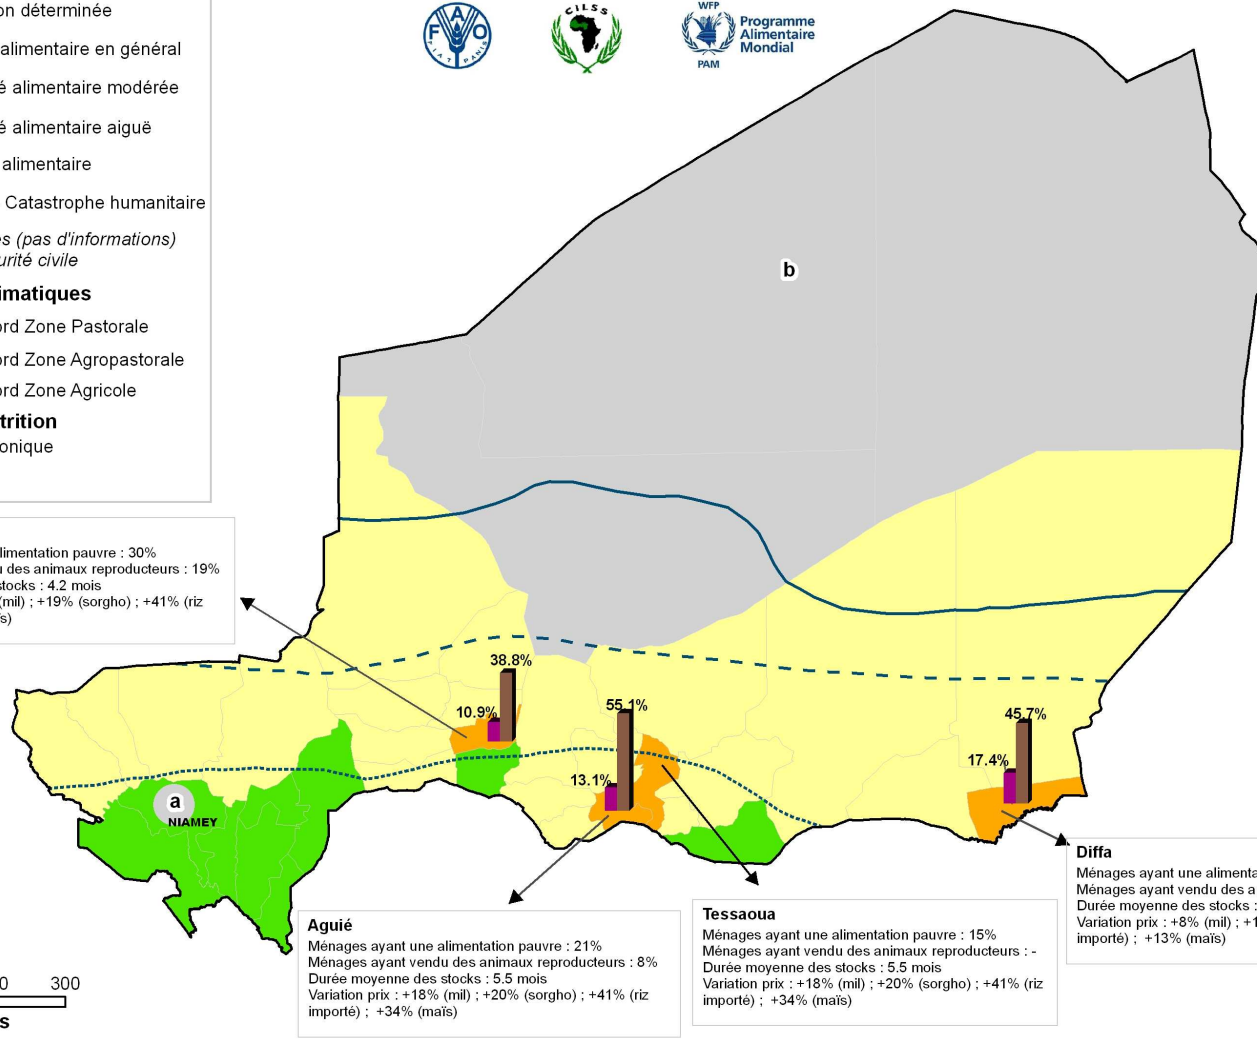 on déterminée
alimentaire en général
é alimentaire modérée
é alimentaire aiguë
alimentaire
Catastrophe humanitaire
es (pas d'informations)
urité civile
imatiques
ord Zone Pastorale
ord Zone Agropastorale
ord Zone Agricole
trition
onique
FAO
FIAT PANIS
CILSS
WFP
PAM
Programme
Alimentaire
Mondial
b
limentation pauvre : 30%
u des animaux reproducteurs : 19%
stocks : 4.2 mois
(mil) ; +19% (sorgho) ; +41% (riz
ïs)
38.8%
10.9%
55.1%
13.1%
45.7%
17.4%
a
NIAMEY
0 300
s
Aguié
Ménages ayant une alimentation pauvre : 21%
Ménages ayant vendu des animaux reproducteurs : 8%
Durée moyenne des stocks : 5.5 mois
Variation prix : +18% (mil) ; +20% (sorgho) ; +41% (riz
importé) ; +34% (maïs)
Tessaoua
Ménages ayant une alimentation pauvre : 15%
Ménages ayant vendu des animaux reproducteurs : -
Durée moyenne des stocks : 5.5 mois
Variation prix : +18% (mil) ; +20% (sorgho) ; +41% (riz
importé) ; +34% (maïs)
Diffa
Ménages ayant une alimenta
Ménages ayant vendu des a
Durée moyenne des stocks :
Variation prix : +8% (mil) ; +1
importé) ; +13% (maïs)